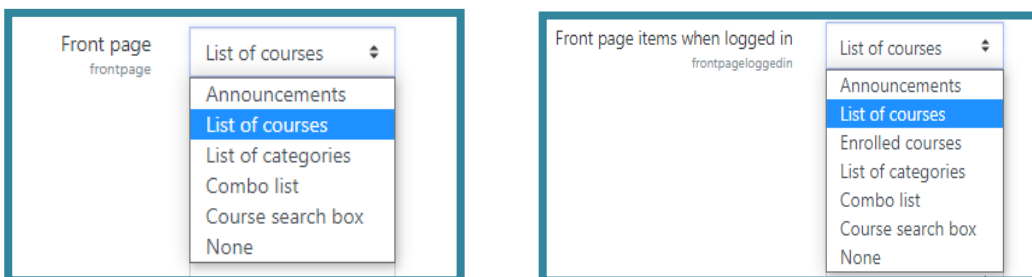 Front page
frontpage
List of courses
Announcements
List of courses
List of categories
Combo list
Course search box
None
Front page items when logged in
frontpageloggedin
List of courses
Announcements
List of courses
Enrolled courses
List of categories
Combo list
Course search box
None